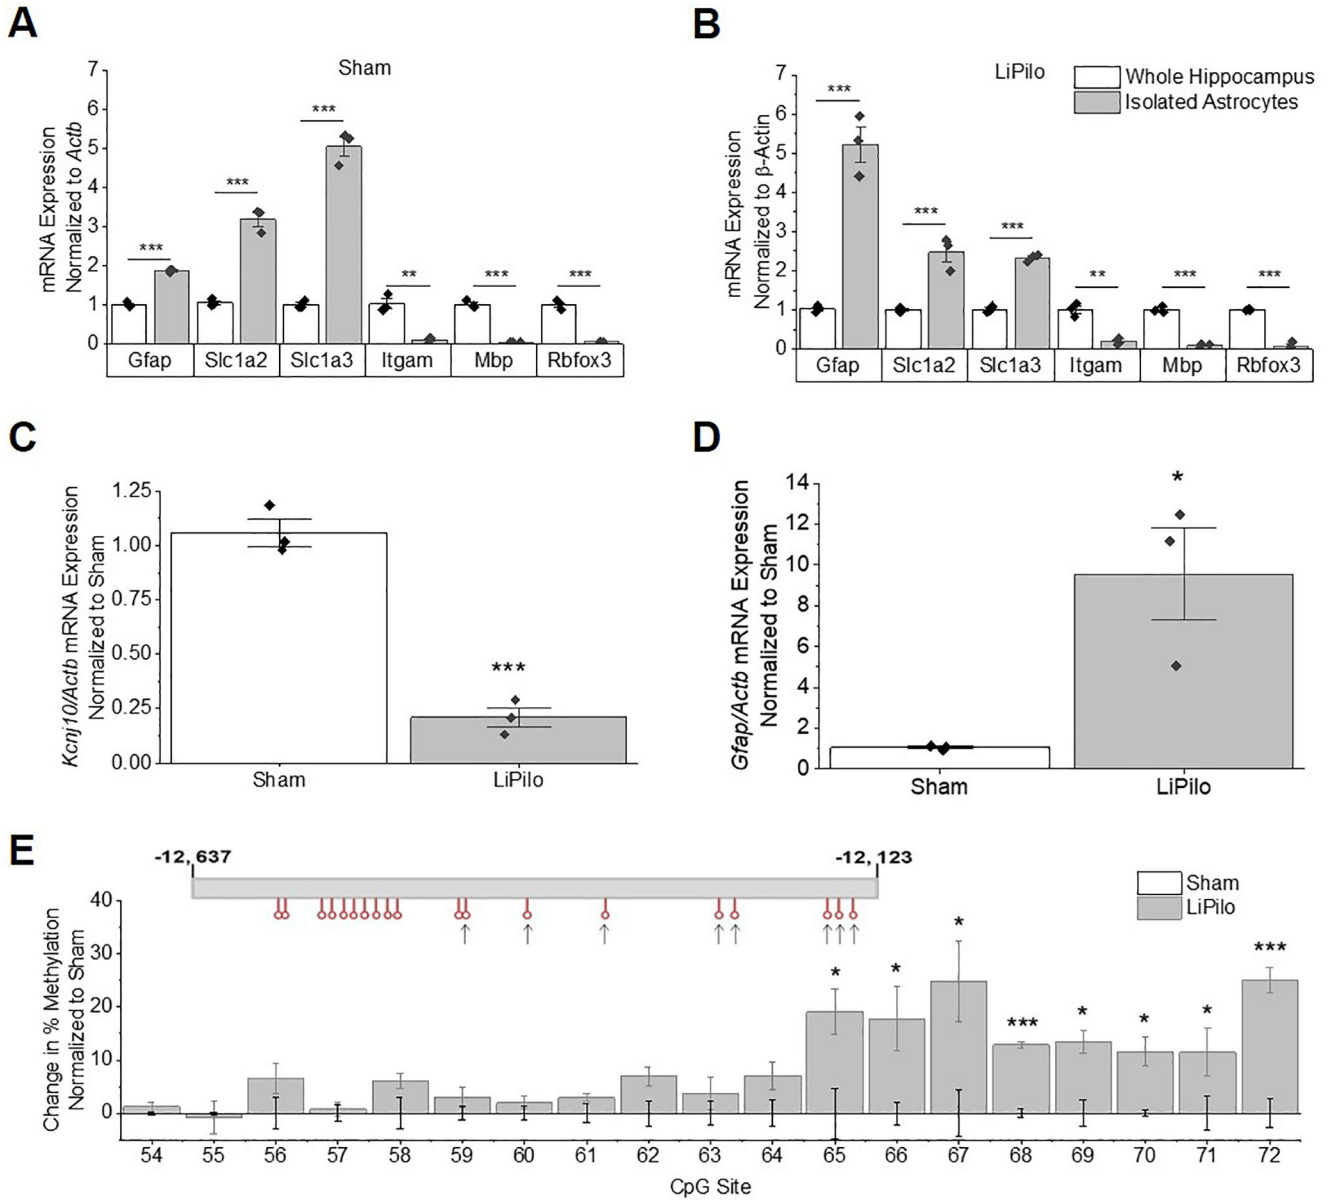 A
Sham
mRNA Expression
Normalized to Actb
7
6
5
4
3
2
1
0
***
***
***
**
***
***
Gfap Slc1a2 Slc1a3 Itgam Mbp Rbfox3
B
LiPilo
Whole Hippocampus
Isolated Astrocytes
mRNA Expression
Normalized to β-Actin
7
6
5
4
3
2
1
0
***
***
***
**
***
***
Gfap Slc1a2 Slc1a3 Itgam Mbp Rbfox3
C
Kcnj10/Actb mRNA Expression
Normalized to Sham
1.25
1.00
0.75
0.50
0.25
0.00
***
Sham LiPilo
D
Gfap/Actb mRNA Expression
Normalized to Sham
14
12
10
8
6
4
2
0
*
Sham LiPilo
E
-12, 637 -12, 123
Sham
LiPilo
Change in % Methylation
Normalized to Sham
40
30
20
10
0
* * * *** * * * ***
54 55 56 57 58 59 60 61 62 63 64 65 66 67 68 69 70 71 72
CpG Site